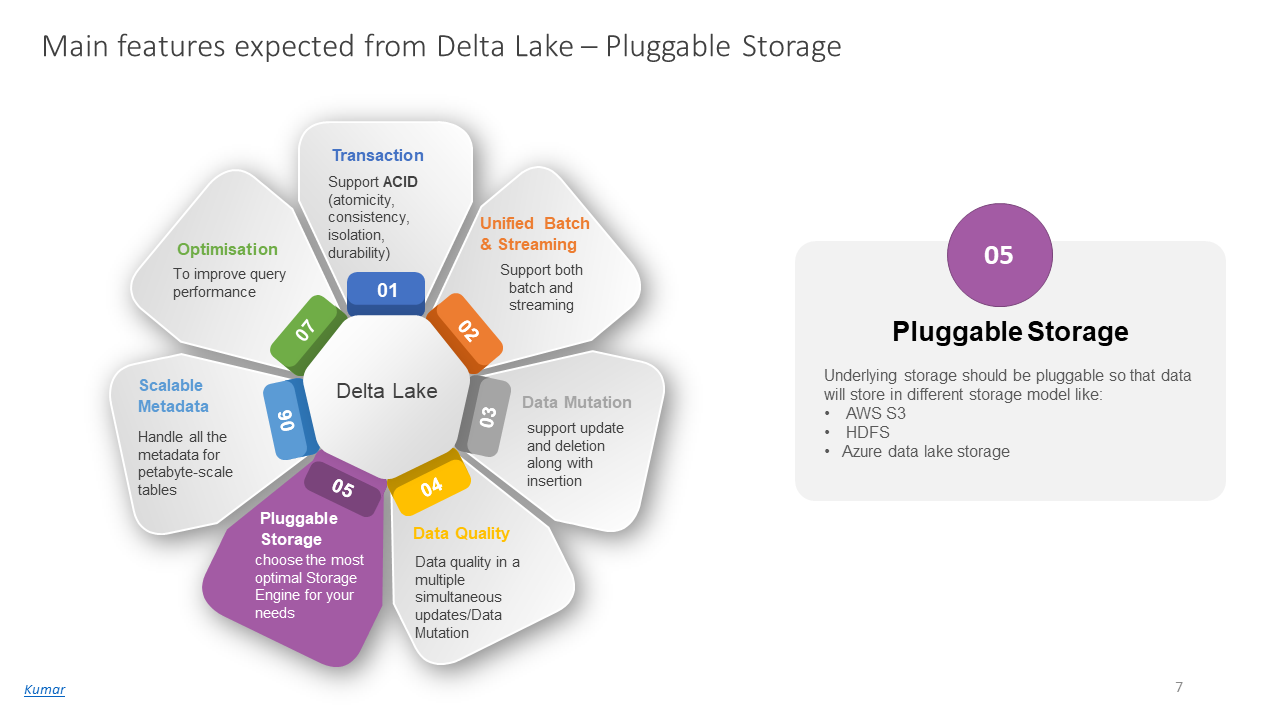 Main features expected from Delta Lake – Pluggable Storage
Transaction
Support ACID
(atomicity,
consistency,
isolation,
durability)
01
Unified Batch
& Streaming
Support both
batch and
streaming
02
Data Mutation
support update
and deletion
along with
insertion
03
Data Quality
Data quality in a
multiple
simultaneous
updates/Data
Mutation
04
Pluggable
Storage
choose the most
optimal Storage
Engine for your
needs
05
Scalable
Metadata
Handle all the
metadata for
petabyte-scale
tables
06
Optimisation
To improve query
performance
07
Delta Lake
05
Pluggable Storage
Underlying storage should be pluggable so that data
will store in different storage model like:
• AWS S3
• HDFS
• Azure data lake storage
Kumar
7